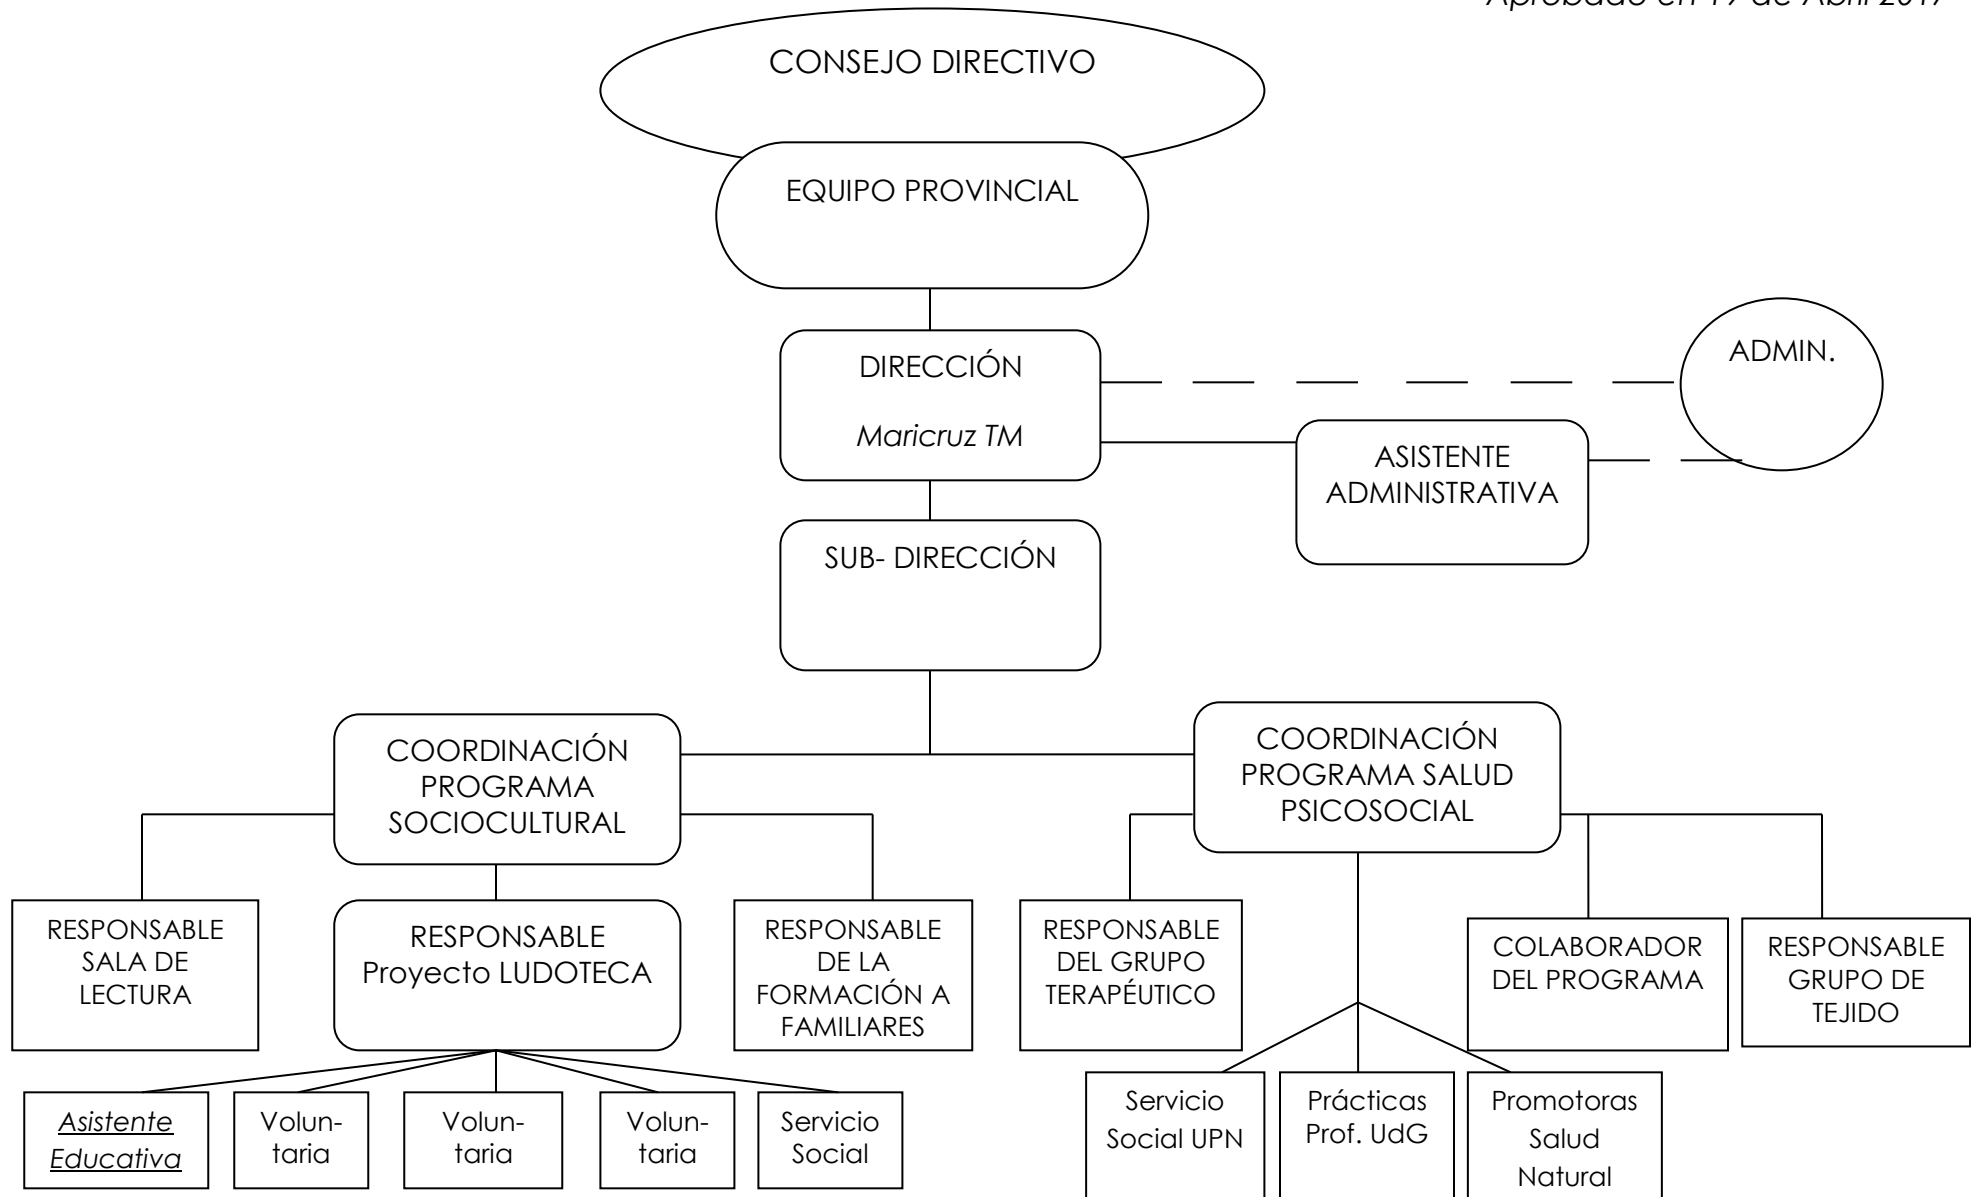 Aprobado en 19 de Abril 2017
CONSEJO DIRECTIVO
EQUIPO PROVINCIAL
DIRECCIÓN
Maricruz TM
ADMIN.
ASISTENTE
ADMINISTRATIVA
SUB- DIRECCIÓN
COORDINACIÓN
PROGRAMA
SOCIOCULTURAL
COORDINACIÓN
PROGRAMA SALUD
PSICOSOCIAL
RESPONSABLE
SALA DE
LECTURA
RESPONSABLE
Proyecto LUDOTECA
RESPONSABLE
DE LA
FORMACIÓN A
FAMILIARES
RESPONSABLE
DEL GRUPO
TERAPÉUTICO
COLABORADOR
DEL PROGRAMA
RESPONSABLE
GRUPO DE
TEJIDO
Asistente
Educativa
Volun-
taria
Volun-
taria
Volun-
taria
Servicio
Social
Servicio
Social UPN
Prácticas
Prof. UdG
Promotoras
Salud
Natural